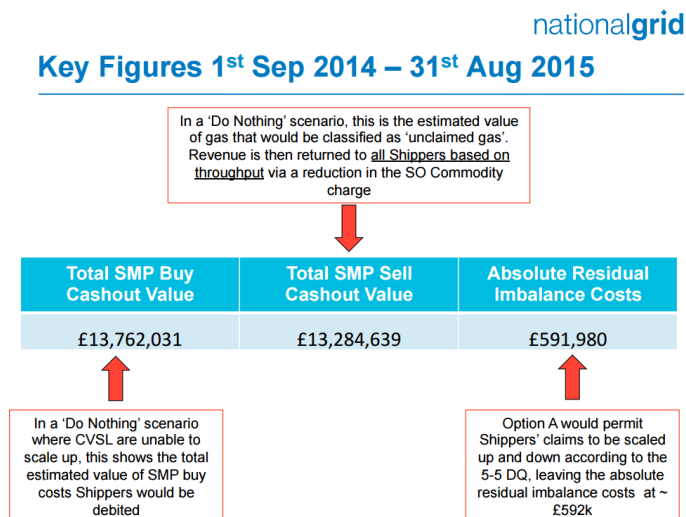 nationalgrid
Key Figures 1st Sep 2014 – 31st Aug 2015
In a ‘Do Nothing’ scenario, this is the estimated value
of gas that would be classified as ‘unclaimed gas’.
Revenue is then returned to all Shippers based on
throughput via a reduction in the SO Commodity
charge
Total SMP Buy
Cashout Value
Total SMP Sell
Cashout Value
Absolute Residual
Imbalance Costs
£13,762,031
£13,284,639
£591,980
In a ‘Do Nothing’ scenario
where CVSL are unable to
scale up, this shows the total
estimated value of SMP buy
costs Shippers would be
debited
Option A would permit
Shippers’ claims to be scaled
up and down according to the
5-5 DQ, leaving the absolute
residual imbalance costs at ~
£592k